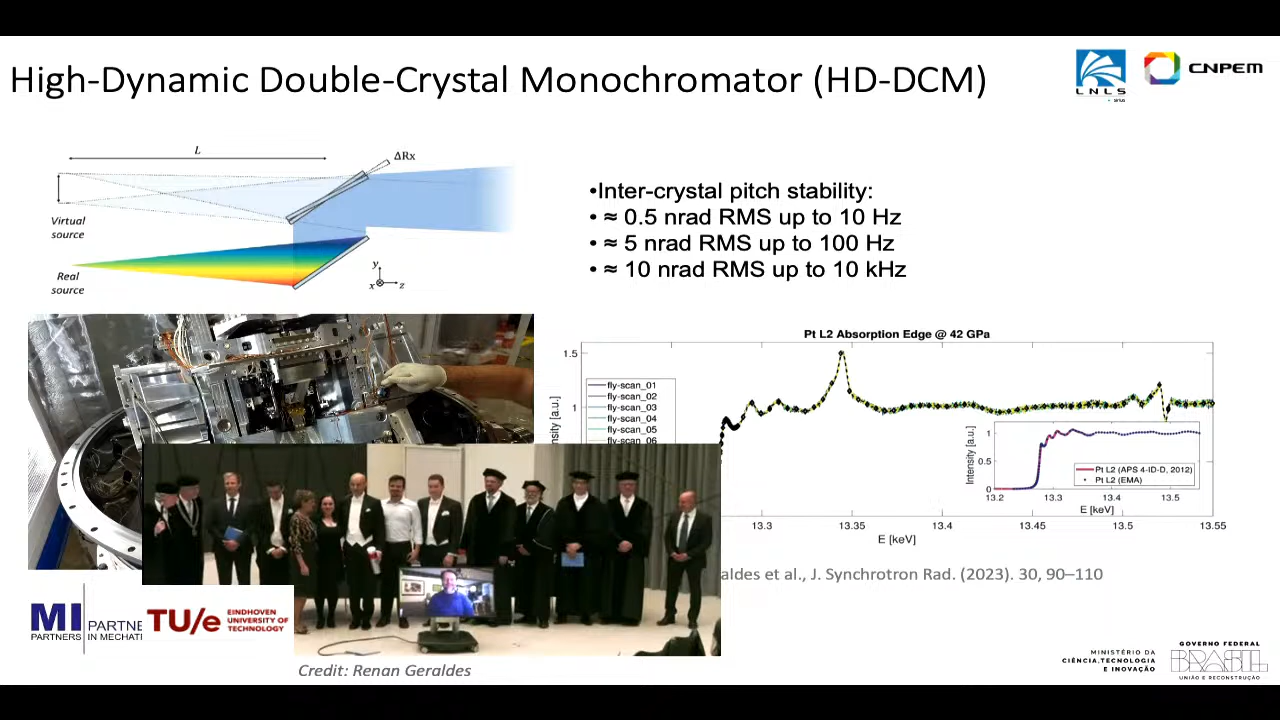 High-Dynamic Double-Crystal Monochromator (HD-DCM)
LNLS
sirius
CNPEM
L
ΔRx
Virtual
source
Real
source
y
x
z
•Inter-crystal pitch stability:
• ≈ 0.5 nrad RMS up to 10 Hz
• ≈ 5 nrad RMS up to 100 Hz
• ≈ 10 nrad RMS up to 10 kHz
Pt L2 Absorption Edge @ 42 GPa
1.5
1
nsity [a.u.]
fly-scan_01
fly-scan_02
fly-scan_03
fly-scan_04
fly-scan_05
fly-scan_06
Intensity [a.u.]
1
0.5
0
Pt L2 (APS 4-ID-D, 2012)
Pt L2 (EMA)
13.2 13.3 13.4 13.5
E [keV]
13.3 13.35 13.4 13.45 13.5 13.55
E [keV]
aldes et al., J. Synchrotron Rad. (2023). 30, 90–110
MI PARTNE
PARTNERS IN MECHAT
TU/e EINDHOVEN
UNIVERSITY OF
TECHNOLOGY
Credit: Renan Geraldes
MINISTÉRIO DA
CIÊNCIA, TECNOLOGIA
E INOVAÇÃO
GOVERNO FEDERAL
BRASIL
UNIÃO E RECONSTRUÇÃO